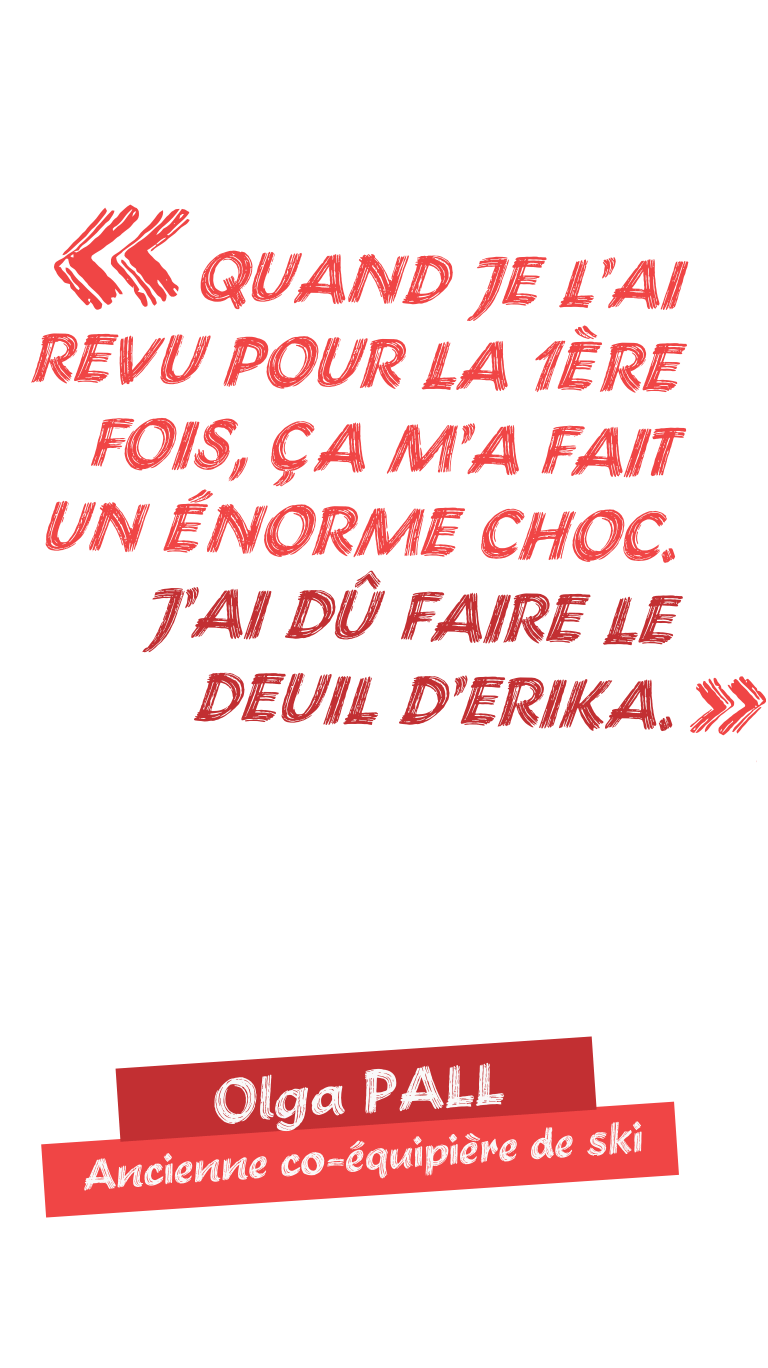 « QUAND JE L’AI
REVU POUR LA 1ÈRE
FOIS, ÇA M’A FAIT
UN ÉNORME CHOC.
J’AI DÛ FAIRE LE
DEUIL D’ERIKA. »
Olga PALL
Ancienne co-équipière de ski